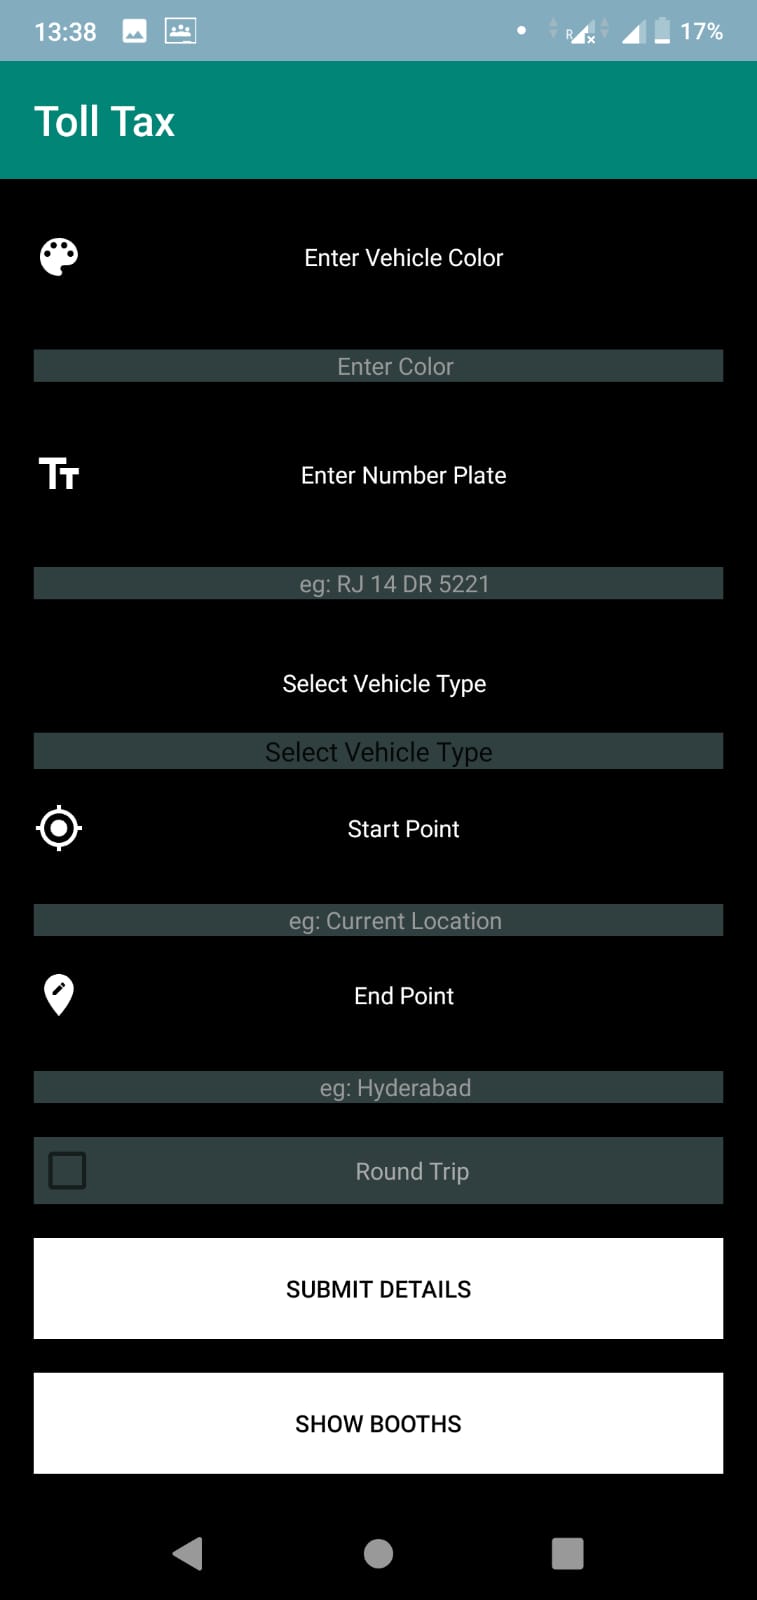 13:38
R
17%
Toll Tax
Enter Vehicle Color
Enter Color
Tт
Enter Number Plate
eg: RJ 14 DR 5221
Select Vehicle Type
Select Vehicle Type
Start Point
eg: Current Location
End Point
eg: Hyderabad
Round Trip
SUBMIT DETAILS
SHOW BOOTHS